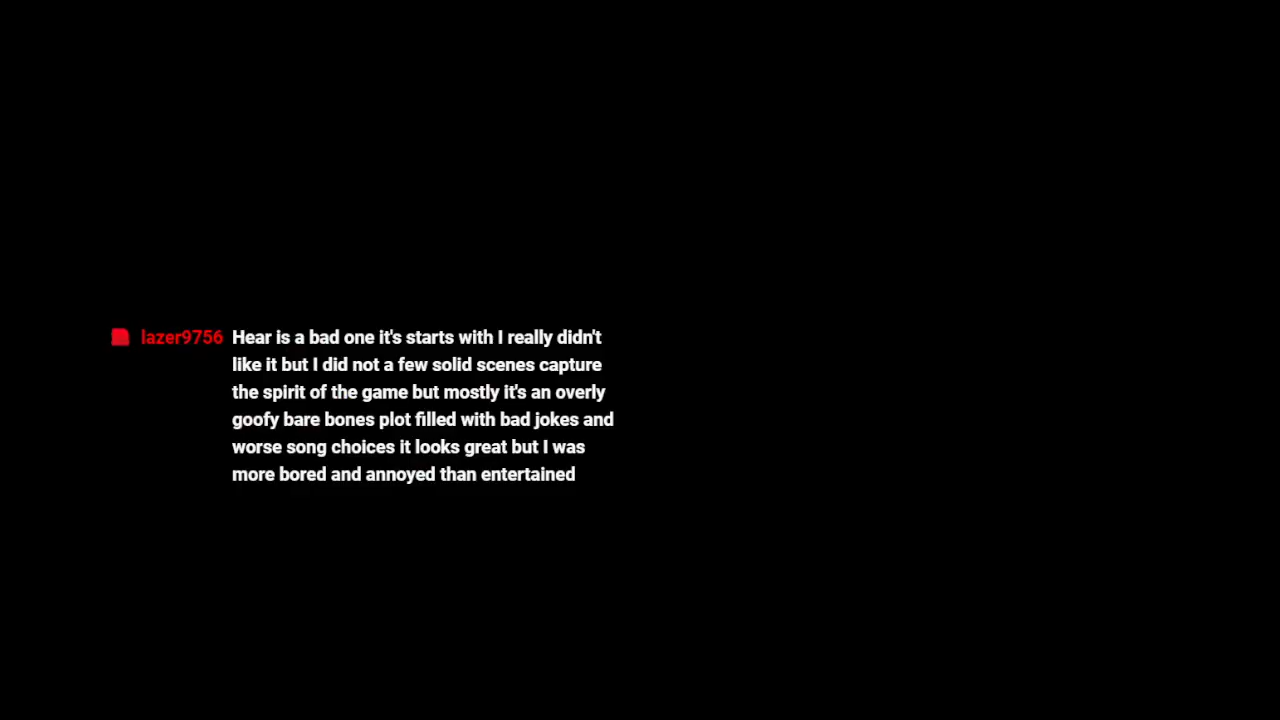 lazer9756 Hear is a bad one it's starts with I really didn't
like it but I did not a few solid scenes capture
the spirit of the game but mostly it's an overly
goofy bare bones plot filled with bad jokes and
worse song choices it looks great but I was
more bored and annoyed than entertained